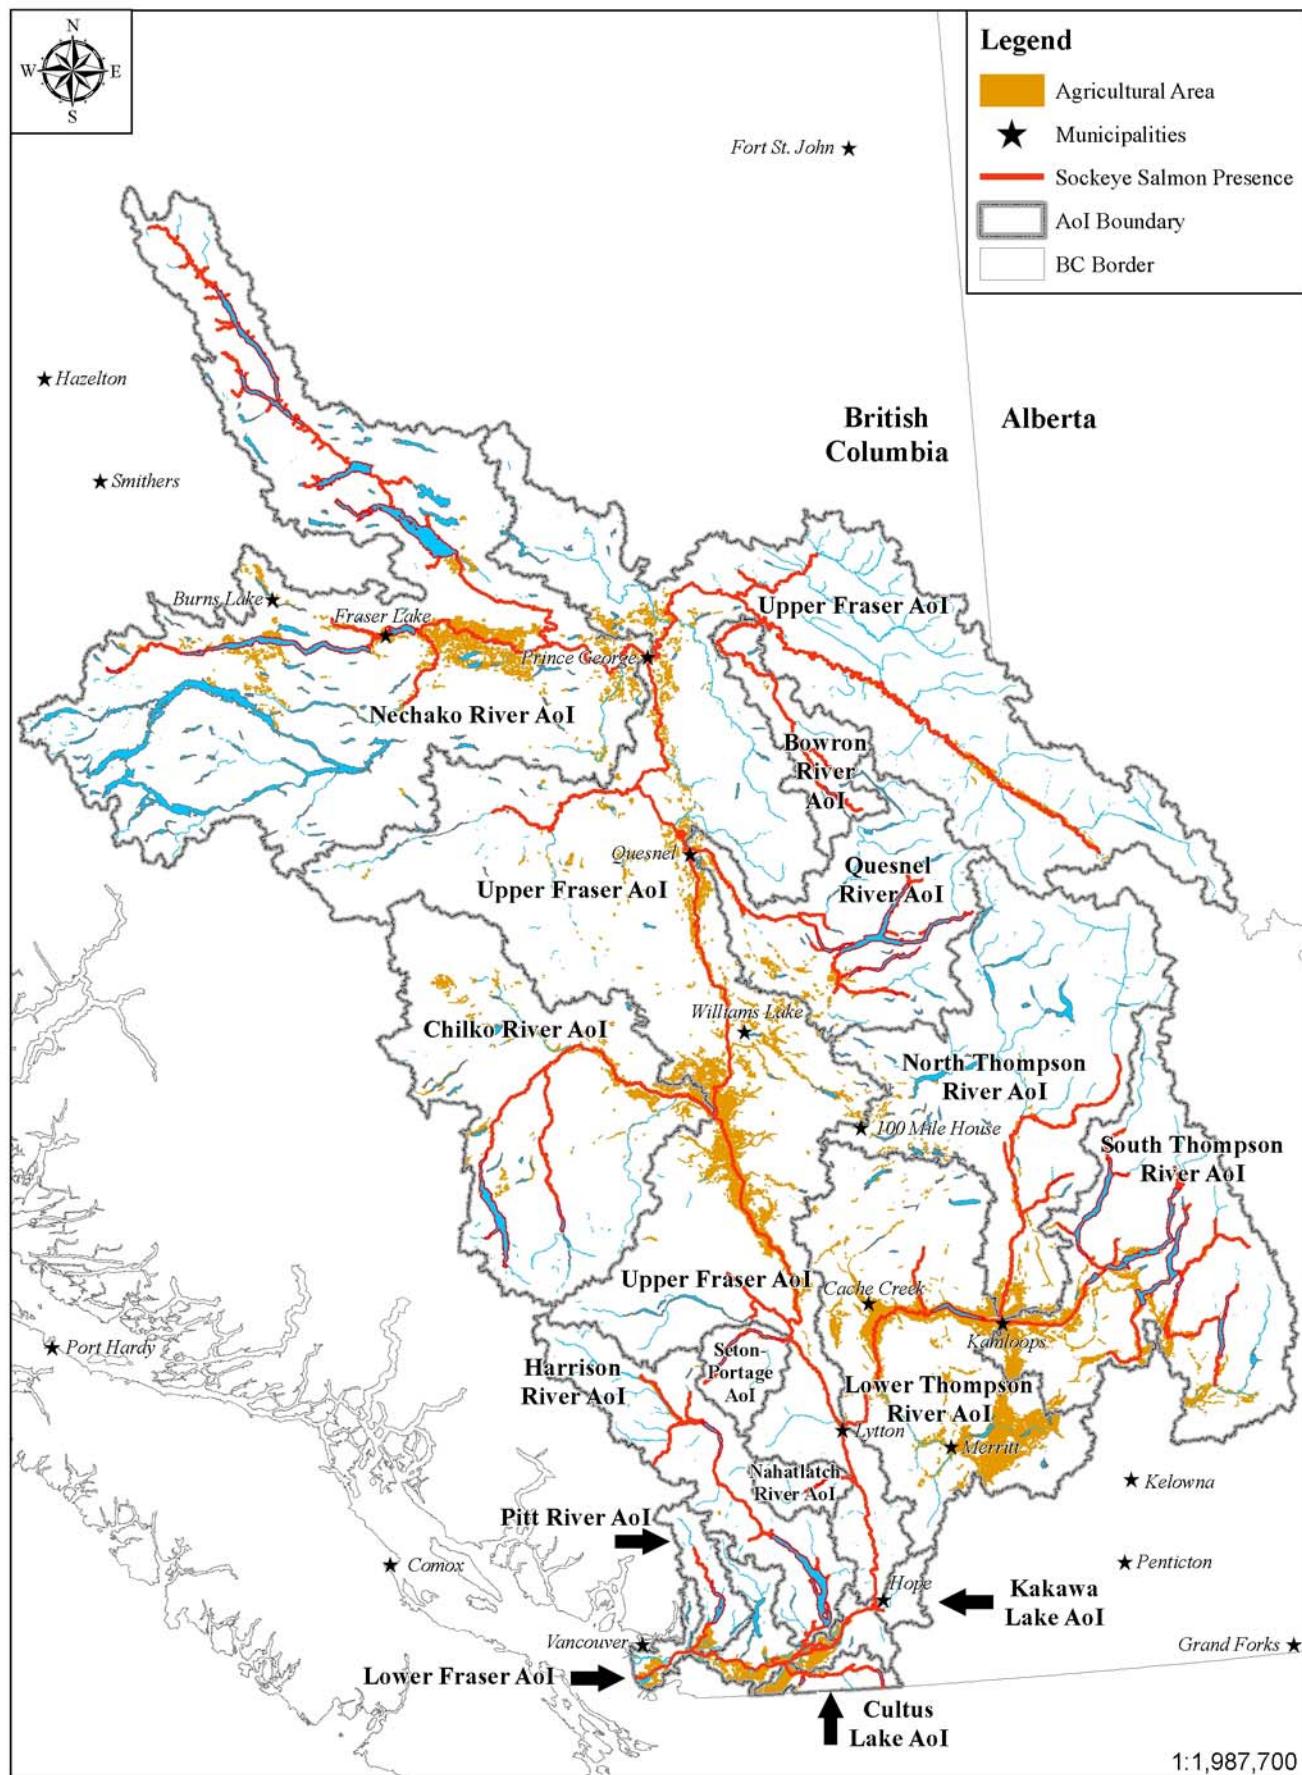 N
W
E
S
Legend
Agricultural Area
Municipalities
Sockeye Salmon Presence
AoI Boundary
BC Border
Fort St. John
Hazelton
British
Columbia
Alberta
Smithers
Burns Lake
Fraser Lake
Upper Fraser AoI
Prince George
Nechako River AoI
Bowron
River
AoI
Quesnel
Upper Fraser AoI
Quesnel
River AoI
Chilko River AoI
Williams Lake
North Thompson
River AoI
100 Mile House
South Thompson
River AoI
Upper Fraser AoI
Cache Creek
Kamloops
Port Hardy
Harrison
River AoI
Seton-
Portage
AoI
Lower Thompson
River AoI
Lytton
Merritt
Nahatlatch
River AoI
Kelowna
Pitt River AoI
Comox
Penticton
Hope
Kakawa
Lake AoI
Vancouver
Grand Forks
Lower Fraser AoI
Cultus
Lake AoI
1:1,987,700